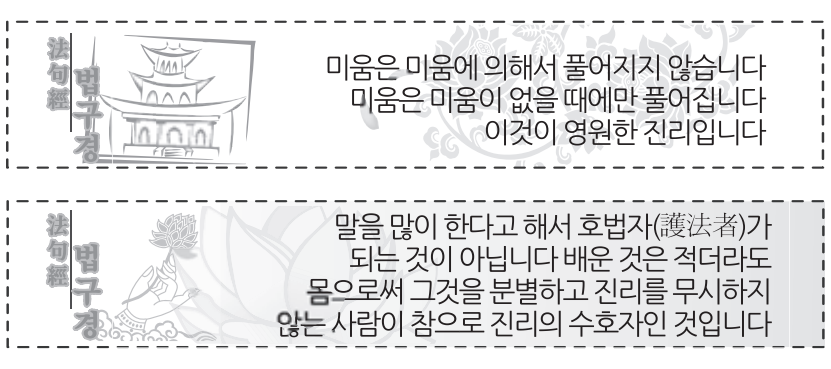 法句經
법구경
미움은 미움에 의해서 풀어지지 않습니다
미움은 미움이 없을 때에만 풀어집니다
이것이 영원한 진리입니다
法句經
법구경
말을 많이 한다고 해서 호법자(護法者)가
되는 것이 아닙니다 배운 것은 적더라도
몸으로써 그것을 분별하고 진리를 무시하지
않는 사람이 참으로 진리의 수호자인 것입니다